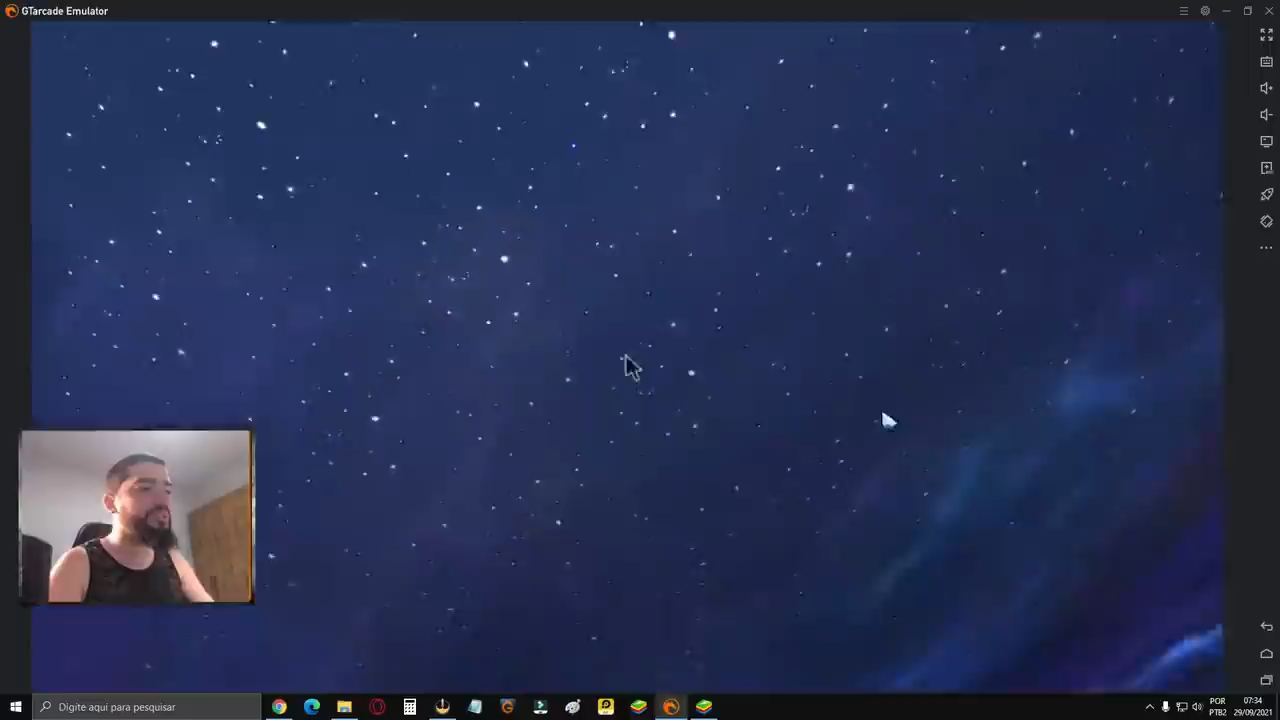 GTarcade Emulator
Digite aqui para pesquisar
POR
PTB2
07:34
29/09/2021